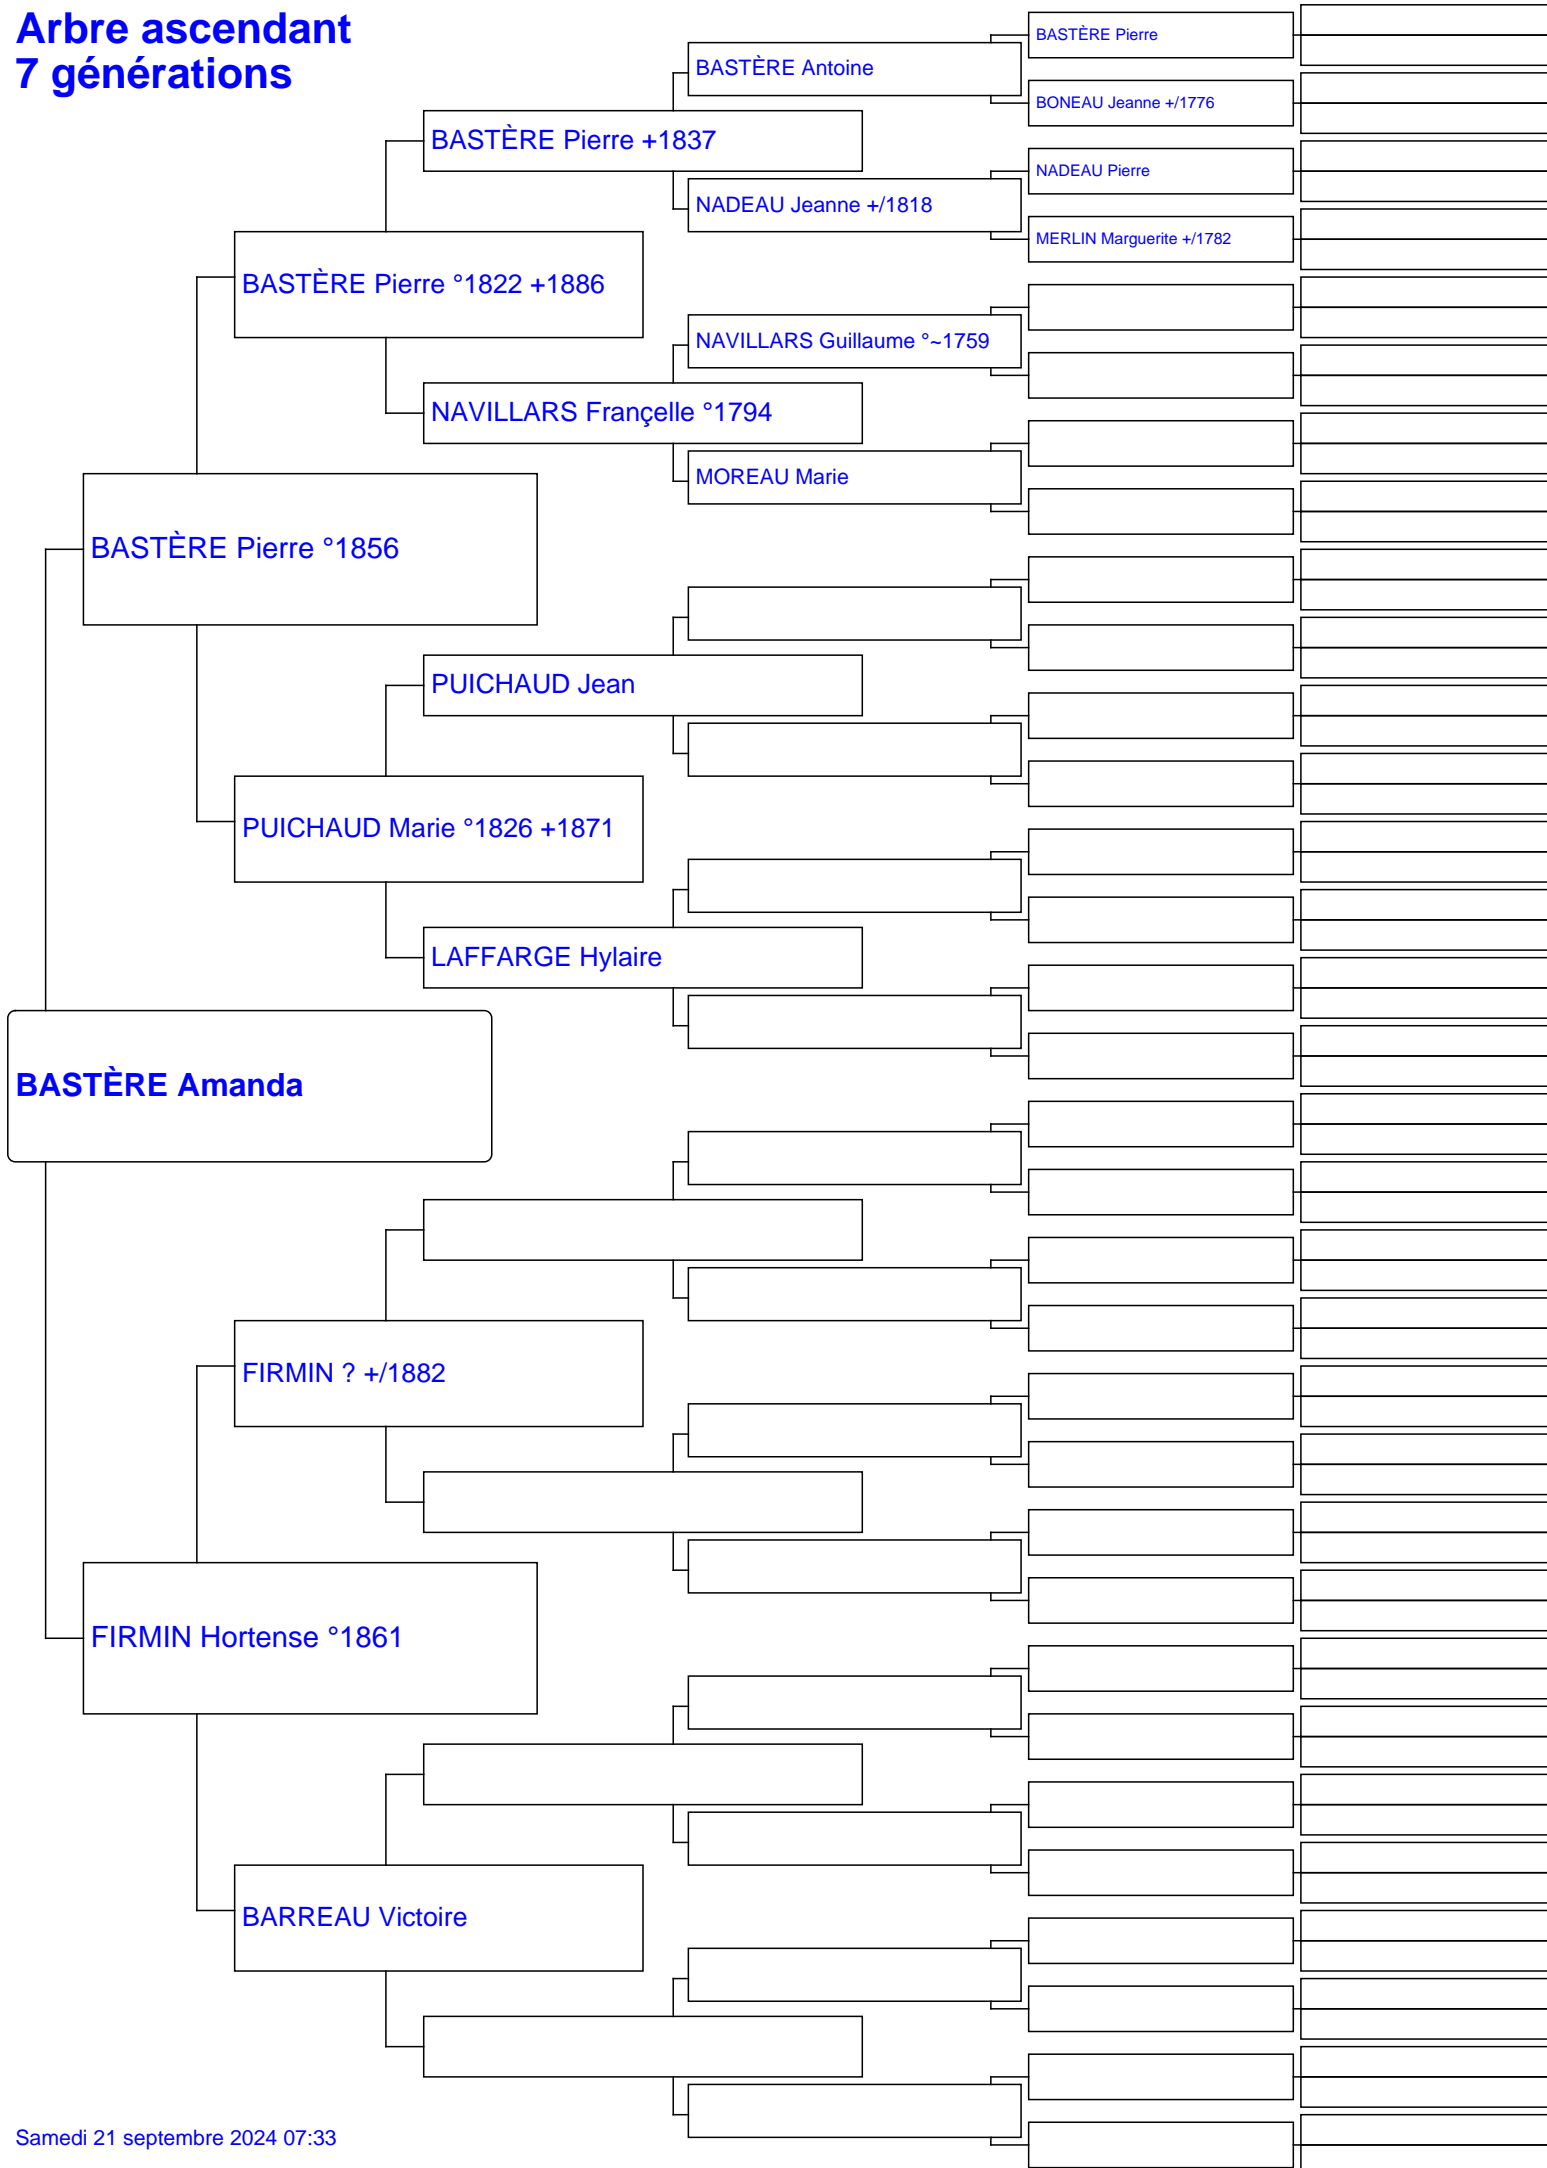 Arbre ascendant
7 générations
BASTÈRE Pierre
BASTÈRE Antoine
BONEAU Jeanne +/1776
BASTÈRE Pierre +1837
NADEAU Pierre
NADEAU Jeanne +/1818
MERLIN Marguerite +/1782
BASTÈRE Pierre °1822 +1886
NAVILLARS Guillaume °~1759
NAVILLARS Françelle °1794
MOREAU Marie
BASTÈRE Pierre °1856
PUICHAUD Jean
PUICHAUD Marie °1826 +1871
LAFFARGE Hylaire
BASTÈRE Amanda
FIRMIN ? +/1882
FIRMIN Hortense °1861
BARREAU Victoire
Samedi 21 septembre 2024 07:33